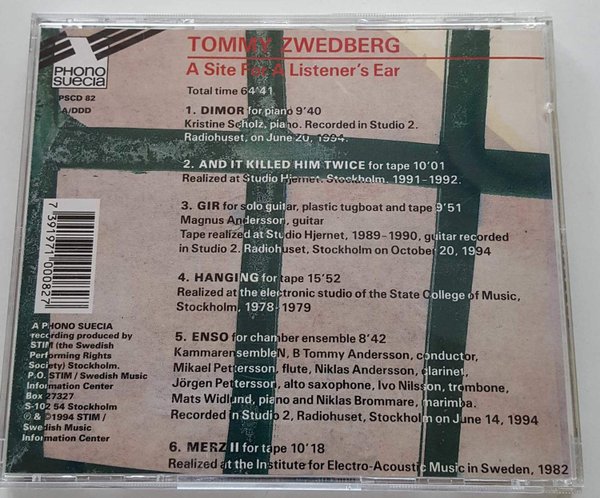 PHONO
SUECIA
PSCD 82
A/DDD
TOMMY ZWEDBERG
A Site For A Listener's Ear
Total time 64'41
1. DIMOR for piano 9'40
Kristine Scholz, piano. Recorded in Studio 2.
Radiohuset, on June 20, 1994.
2. AND IT KILLED HIM TWICE for tape 10'01
Realized at Studio Hjernet. Stockholm. 1991-1992.
3. GIR for solo guitar, plastic tugboat and tape 9'51
Magnus Andersson, guitar
Tape realized at Studio Hjernet, 1989-1990, guitar recorded
in Studio 2. Radiohuset, Stockholm on October 20, 1994
4. HANGING for tape 15'52
Realized at the electronic studio of the State College of Music,
Stockholm, 1978-1979
5. ENSO for chamber ensemble 8'42
KammarensembleN, B Tommy Andersson, conductor,
Mikael Pettersson, flute, Niklas Andersson, clarinet,
Jörgen Pettersson, alto saxophone, Ivo Nilsson, trombone,
Mats Widlund, piano and Niklas Brommare, marimba.
Recorded in Studio 2, Radiohuset, Stockholm on June 14, 1994
6. MERZ II for tape 10'18
Realized at the Institute for Electro-Acoustic Music in Sweden, 1982
7 391971 000827
A PHONO SUECIA
recording produced by
STIM (the Swedish
Performing Rights
Society) Stockholm.
P.O. STIM / Swedish Music
Information Center
Box 27327
S-102 54 Stockholm
℗ & ©1994 STIM /
Swedish Music
Information Center